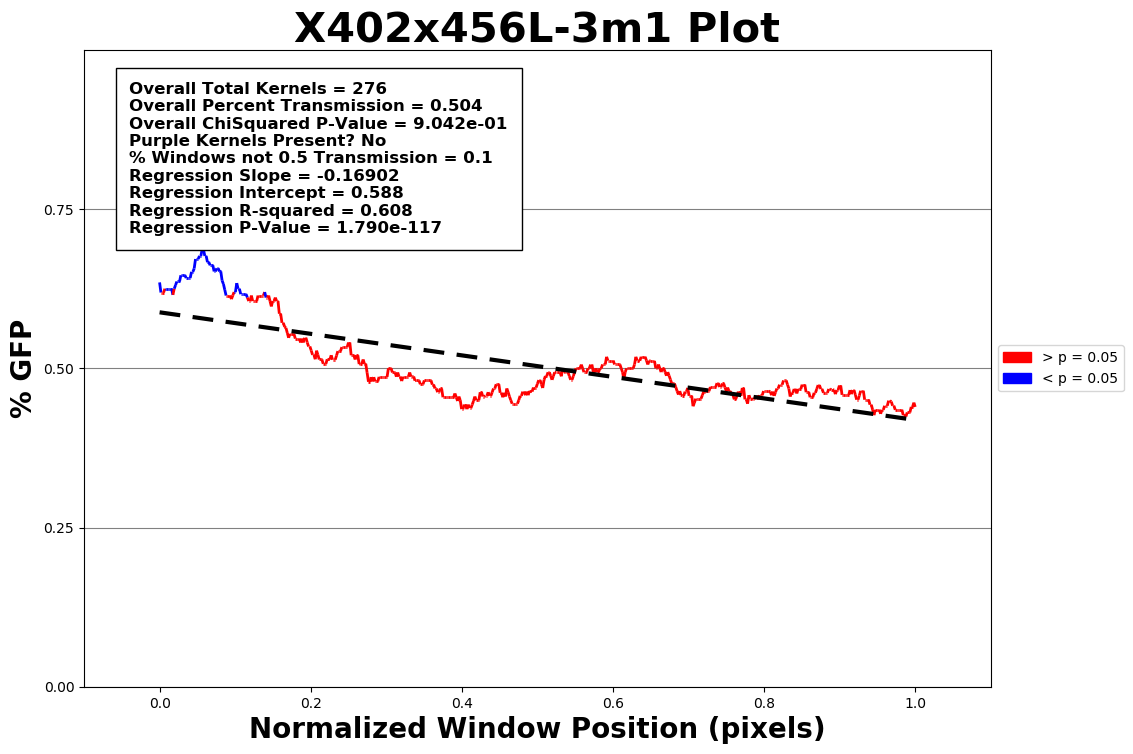 X402x456L-3m1 Plot
Overall Total Kernels = 276
Overall Percent Transmission = 0.504
Overall ChiSquared P-Value = 9.042e-01
Purple Kernels Present? No
% Windows not 0.5 Transmission = 0.1
Regression Slope = -0.16902
Regression Intercept = 0.588
Regression R-squared = 0.608
Regression P-Value = 1.790e-117
0.75
0.50
0.25
0.00
% GFP
> p = 0.05
< p = 0.05
0.0 0.2 0.4 0.6 0.8 1.0
Normalized Window Position (pixels)